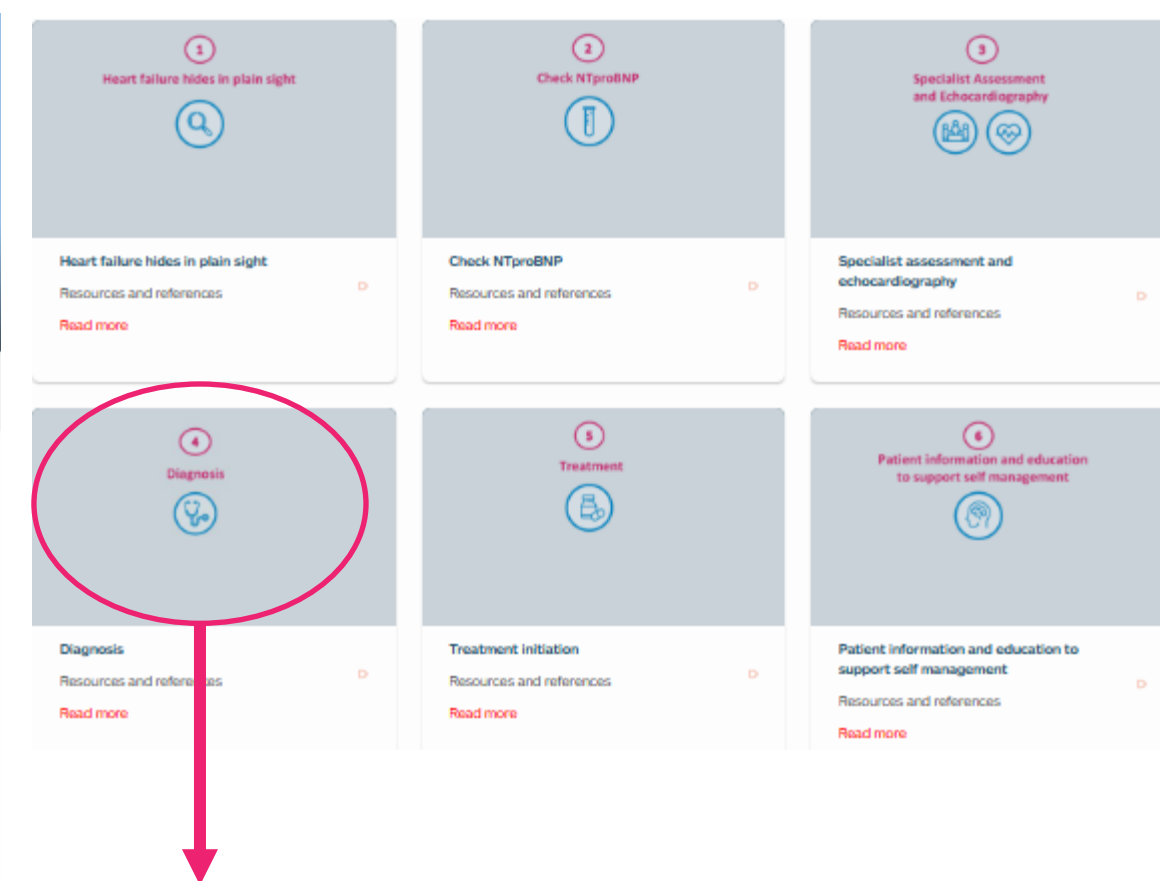 1
Heart failure hides in plain sight
2
Check NTproBNP
3
Specialist Assessment
and Echocardiography
Heart failure hides in plain sight
Resources and references
Read more
Check NTproBNP
Resources and references
Read more
Specialist assessment and
echocardiography
Resources and references
Read more
4
Diagnosis
5
Treatment
6
Patient information and education
to support self management
Diagnosis
Resources and references
Read more
Treatment initiation
Resources and references
Read more
Patient information and education to
support self management
Resources and references
Read more